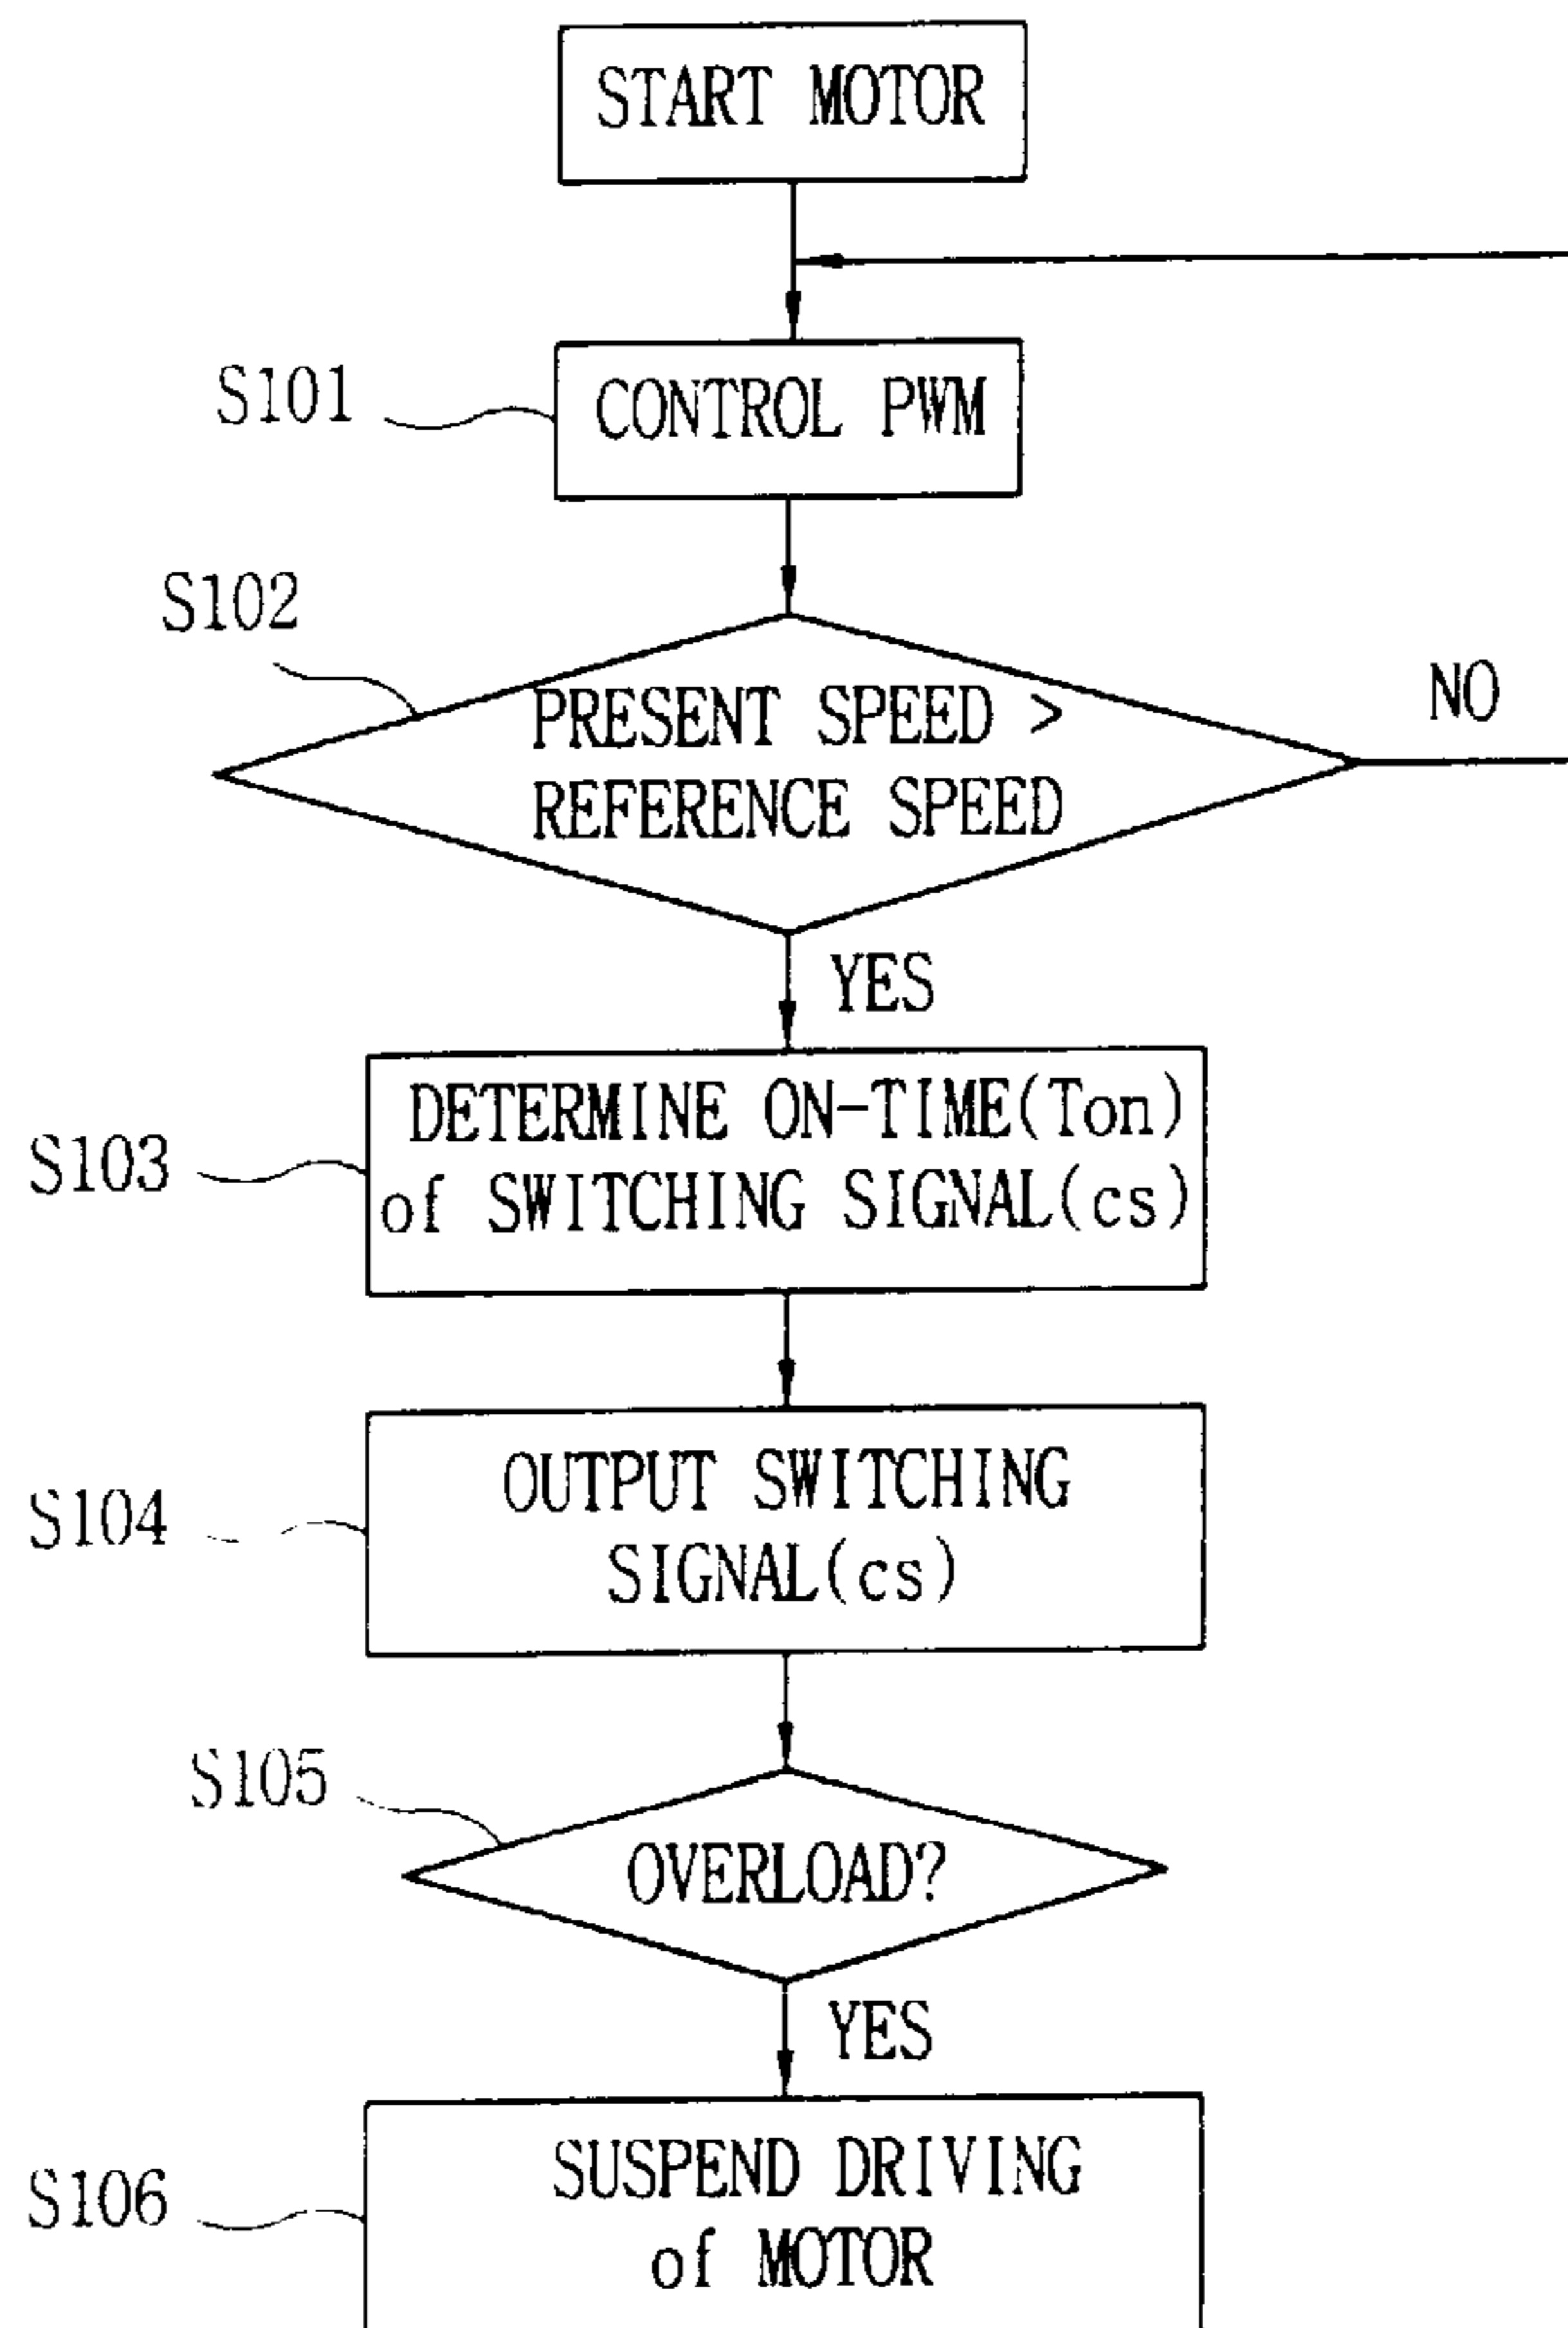 START MOTOR
S101
CONTROL PWM
S102
PRESENT SPEED >
REFERENCE SPEED
NO
YES
S103
DETERMINE ON-TIME(Ton)
of SWITCHING SIGNAL(cs)
S104
OUTPUT SWITCHING
SIGNAL(cs)
S105
OVERLOAD?
YES
S106
SUSPEND DRIVING
of MOTOR